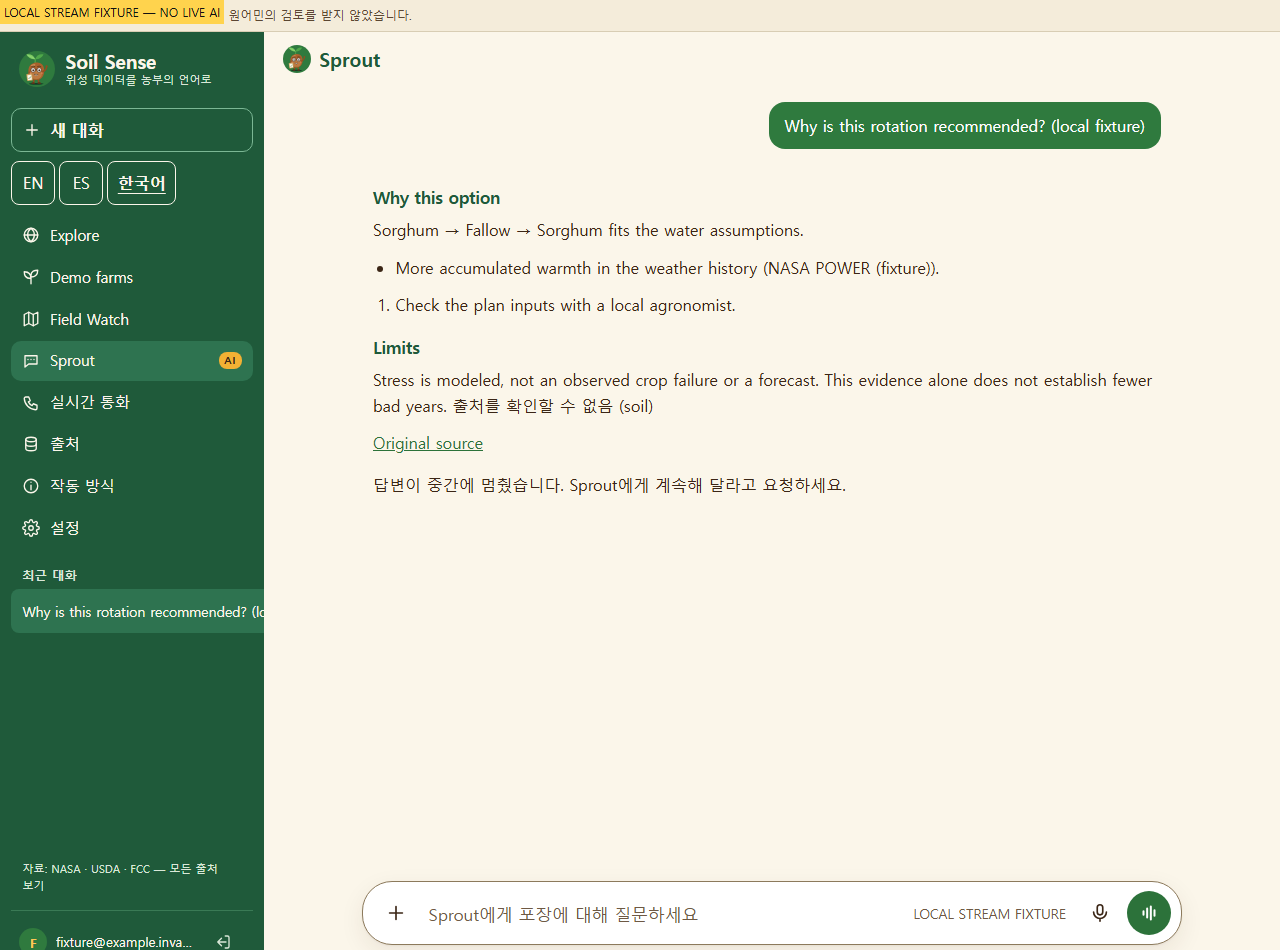 LOCAL STREAM FIXTURE — NO LIVE AI 원어민의 검토를 받지 않았습니다.
Soil Sense
위성 데이터를 농부의 언어로
새 대화
EN ES 한국어
Explore
Demo farms
Field Watch
Sprout AI
실시간 통화
출처
작동 방식
설정
최근 대화
Why is this rotation recommended? (lo
자료: NASA · USDA · FCC — 모든 출처
보기
F fixture@example.inva...
Sprout
Why is this rotation recommended? (local fixture)
Why this option
Sorghum → Fallow → Sorghum fits the water assumptions.
• More accumulated warmth in the weather history (NASA POWER (fixture)).
1. Check the plan inputs with a local agronomist.
Limits
Stress is modeled, not an observed crop failure or a forecast. This evidence alone does not establish fewer
bad years. 출처를 확인할 수 없음 (soil)
Original source
답변이 중간에 멈췄습니다. Sprout에게 계속해 달라고 요청하세요.
Sprout에게 포장에 대해 질문하세요 LOCAL STREAM FIXTURE